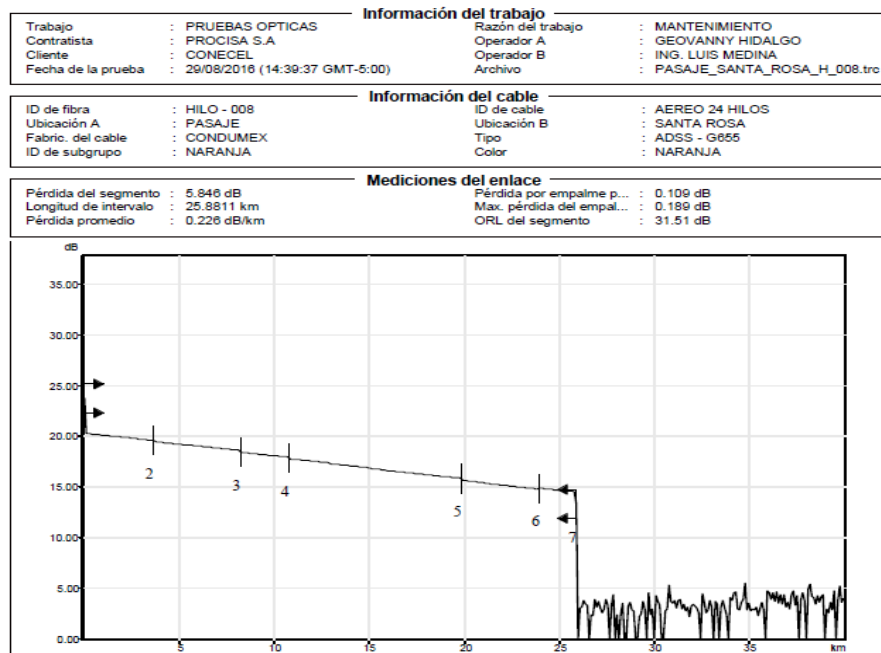 Información del trabajo
Trabajo : PRUEBAS OPTICAS Razón del trabajo : MANTENIMIENTO
Contratista : PROCISA S.A Operador A : GEOVANNY HIDALGO
Cliente : CONECEL Operador B : ING. LUIS MEDINA
Fecha de la prueba : 29/08/2016 (14:39:37 GMT-5:00) Archivo : PASAJE_SANTA_ROSA_H_008.trc
Información del cable
ID de fibra : HILO - 008 ID de cable : AEREO 24 HILOS
Ubicación A : PASAJE Ubicación B : SANTA ROSA
Fabric. del cable : CONDUMEX Tipo : ADSS - G655
ID de subgrupo : NARANJA Color : NARANJA
Mediciones del enlace
Pérdida del segmento : 5.846 dB Pérdida por empalme p... : 0.109 dB
Longitud de intervalo : 25.8811 km Max. pérdida del empal... : 0.189 dB
Pérdida promedio : 0.226 dB/km ORL del segmento : 31.51 dB
dB
35.00
30.00
25.00
20.00
15.00
10.00
5.00
0.00
2
3
4
5
6
7
5 10 15 20 25 30 35 km